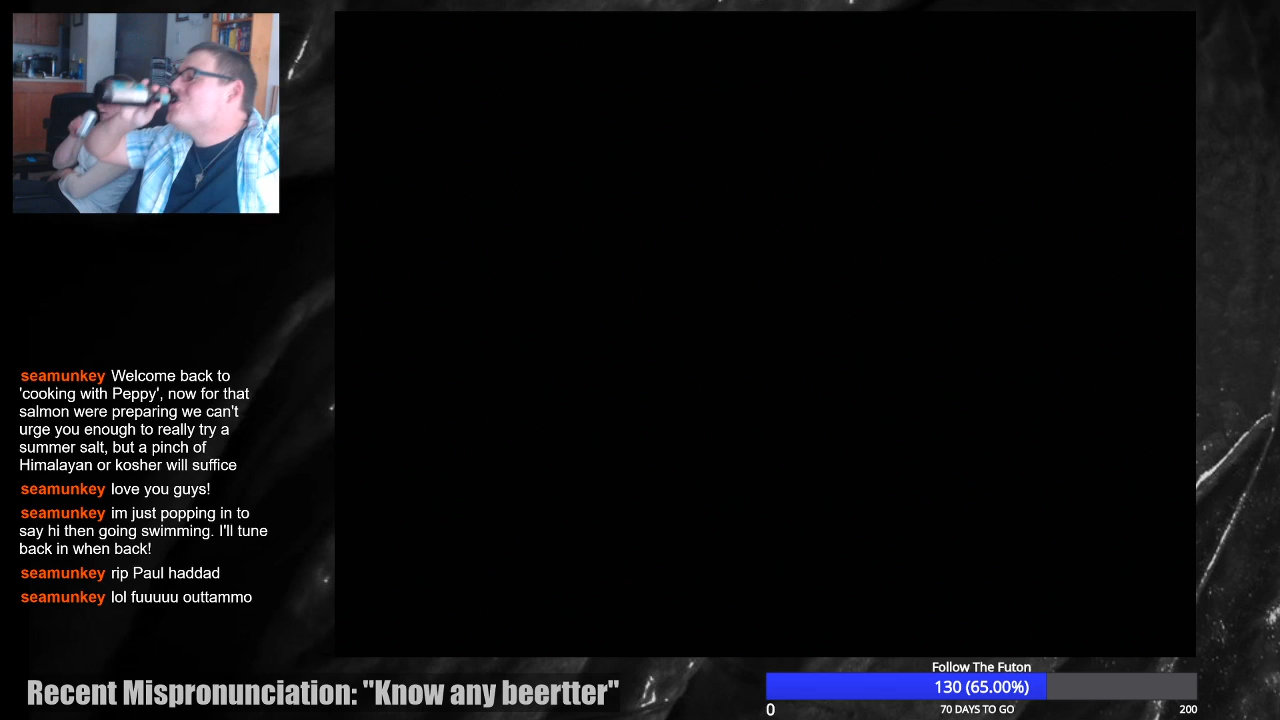 seamunkey Welcome back to
'cooking with Peppy', now for that
salmon were preparing we can't
urge you enough to really try a
summer salt, but a pinch of
Himalayan or kosher will suffice
seamunkey love you guys!
seamunkey im just popping in to
say hi then going swimming. I'll tune
back in when back!
seamunkey rip Paul haddad
seamunkey lol fuuuuu outtammo
Recent Mispronunciation: "Know any beertter"
Follow The Futon
130 (65.00%)
0
70 DAYS TO GO
200